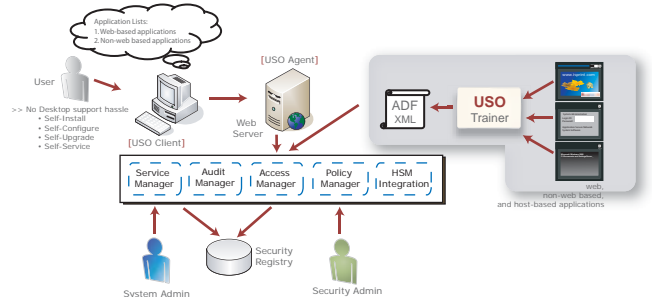 Application Lists:
1. Web-based applications
2. Non-web based applications
User
>> No Desktop support hassle
• Self-Install
• Self-Configure
• Self-Upgrade
• Self-Service
[USO Client]
[USO Agent]
Web
Server
ADF
XML
USO
Trainer
web,
non-web based,
and host-based applications
Service
Manager
Audit
Manager
Access
Manager
Policy
Manager
HSM
Integration
System Admin
Security
Registry
Security Admin